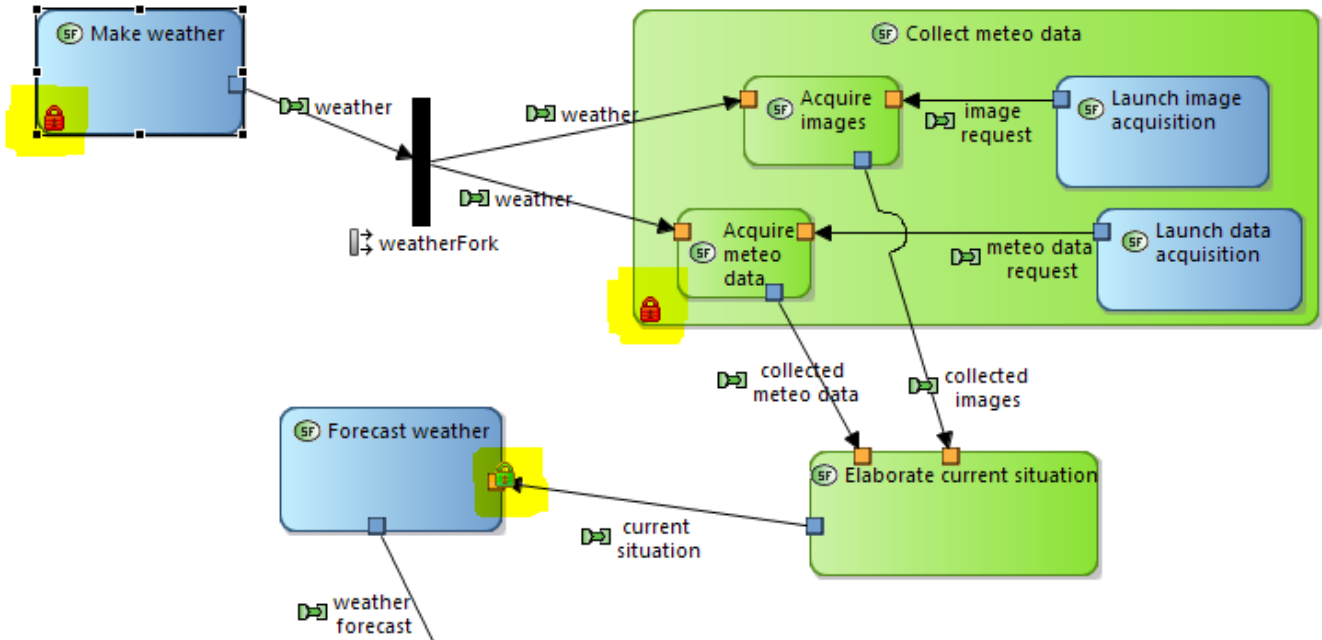 SF Make weather
SF Collect meteo data
weather
weather
SF Acquire
images
image
request
SF Launch image
acquisition
weather
weatherFork
SF Acquire
meteo
data
meteo data
request
SF Launch data
acquisition
collected
meteo data
collected
images
SF Forecast weather
SF Elaborate current situation
current
situation
weather
forecast